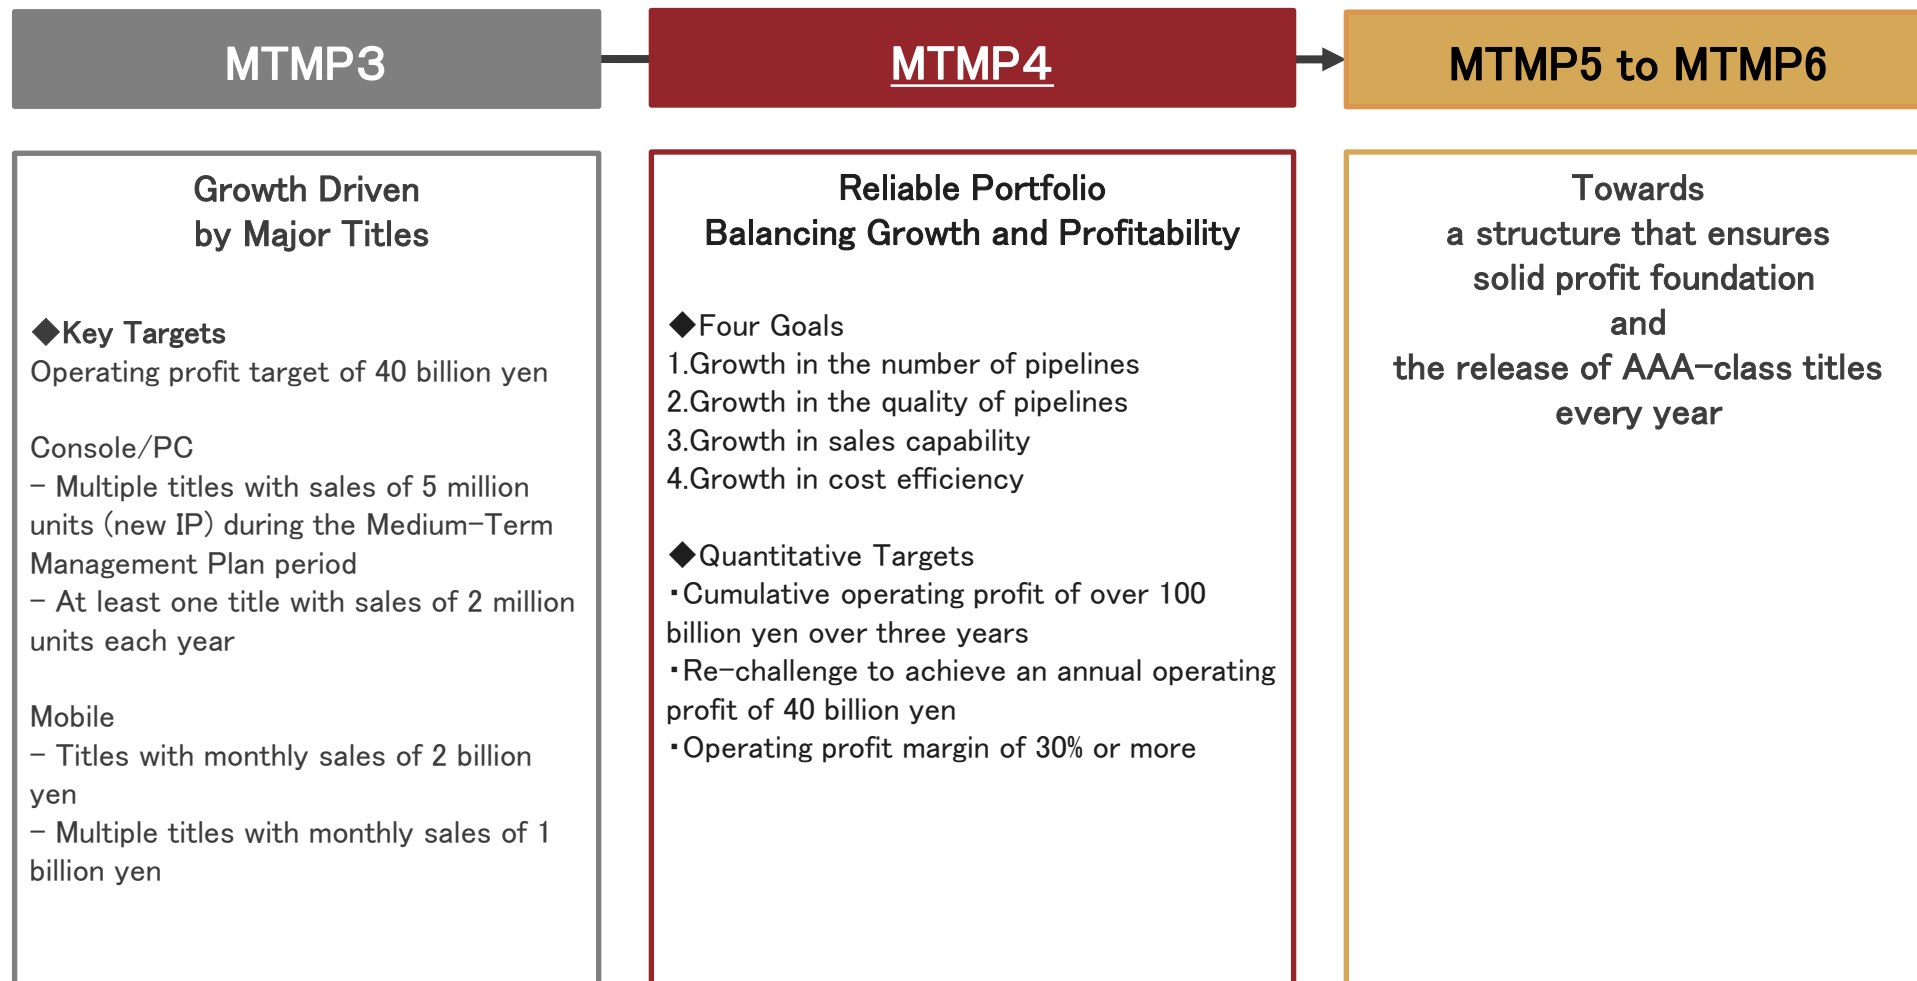 MTMP3
MTMP4
MTMP5 to MTMP6
Growth Driven
by Major Titles
◆Key Targets
Operating profit target of 40 billion yen
Console/PC
- Multiple titles with sales of 5 million
units (new IP) during the Medium-Term
Management Plan period
- At least one title with sales of 2 million
units each year
Mobile
- Titles with monthly sales of 2 billion
yen
- Multiple titles with monthly sales of 1
billion yen
Reliable Portfolio
Balancing Growth and Profitability
◆Four Goals
1.Growth in the number of pipelines
2.Growth in the quality of pipelines
3.Growth in sales capability
4.Growth in cost efficiency
◆Quantitative Targets
・Cumulative operating profit of over 100
billion yen over three years
・Re-challenge to achieve an annual operating
profit of 40 billion yen
・Operating profit margin of 30% or more
Towards
a structure that ensures
solid profit foundation
and
the release of AAA-class titles
every year